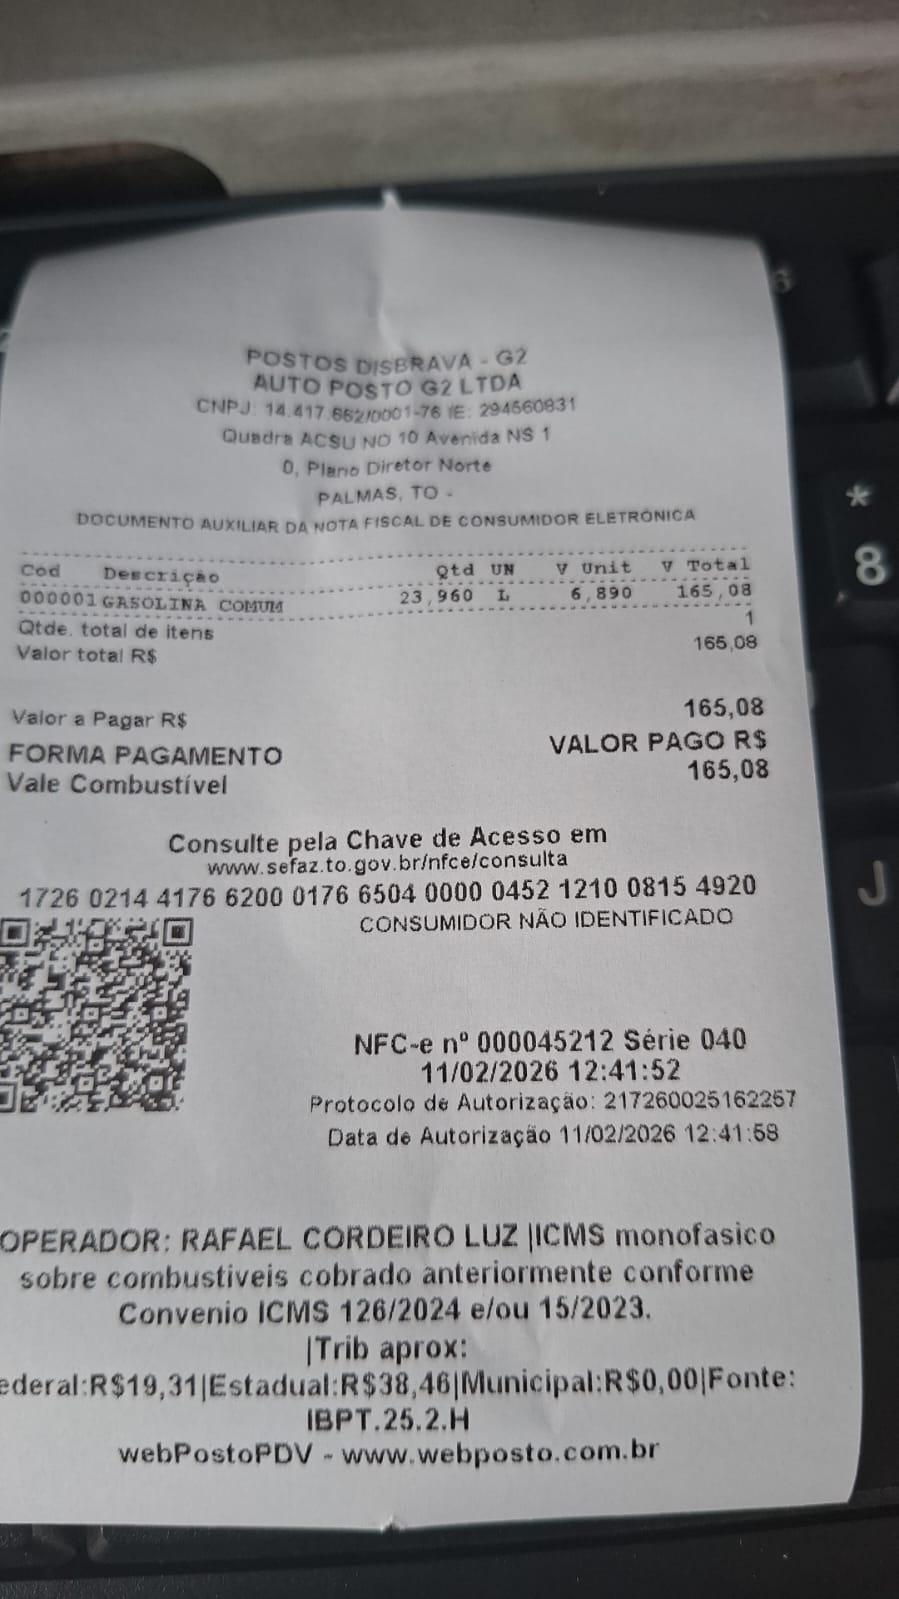 POSTOS DISBRAVA - G2
AUTO POSTO G2 LTDA
CNPJ: 14.417.662/0001-76 IE: 294560831
Quadra ACSU NO 10 Avenida NS 1
0, Plano Diretor Norte
PALMAS, TO -
DOCUMENTO AUXILIAR DA NOTA FISCAL DE CONSUMIDOR ELETRÔNICA
Cod Descrição Qtd UN V Unit V Total
000001 GASOLINA COMUM 23,960 L 6,890 165,08
Qtde. total de itens 1
Valor total R$ 165,08
Valor a Pagar R$ 165,08
FORMA PAGAMENTO VALOR PAGO R$
Vale Combustível 165,08
Consulte pela Chave de Acesso em
www.sefaz.to.gov.br/nfce/consulta
1726 0214 4176 6200 0176 6504 0000 0452 1210 0815 4920
CONSUMIDOR NÃO IDENTIFICADO
NFC-e nº 000045212 Série 040
11/02/2026 12:41:52
Protocolo de Autorização: 217260025162257
Data de Autorização 11/02/2026 12:41:58
OPERADOR: RAFAEL CORDEIRO LUZ |ICMS monofasico
sobre combustiveis cobrado anteriormente conforme
Convenio ICMS 126/2024 e/ou 15/2023.
|Trib aprox:
ederal:R$19,31|Estadual:R$38,46|Municipal:R$0,00|Fonte:
IBPT.25.2.H
webPostoPDV - www.webposto.com.br
*
8
J